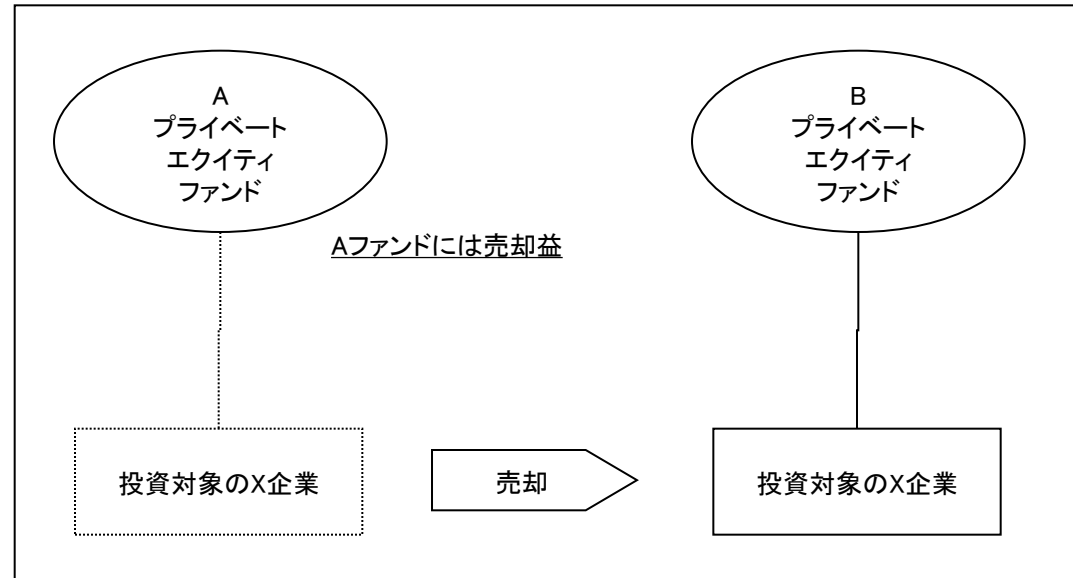 A
プライベート
エクイティ
ファンド
B
プライベート
エクイティ
ファンド
Aファンドには売却益
投資対象のX企業
売却
投資対象のX企業